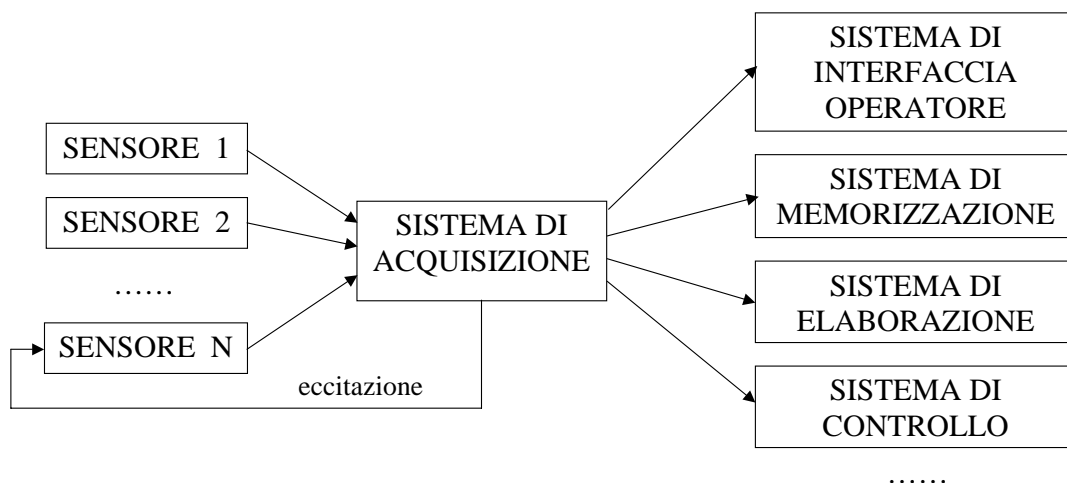 SENSORE 1
SENSORE 2
……
SENSORE N
eccitazione
SISTEMA DI
ACQUISIZIONE
SISTEMA DI
INTERFACCIA
OPERATORE
SISTEMA DI
MEMORIZZAZIONE
SISTEMA DI
ELABORAZIONE
SISTEMA DI
CONTROLLO
……